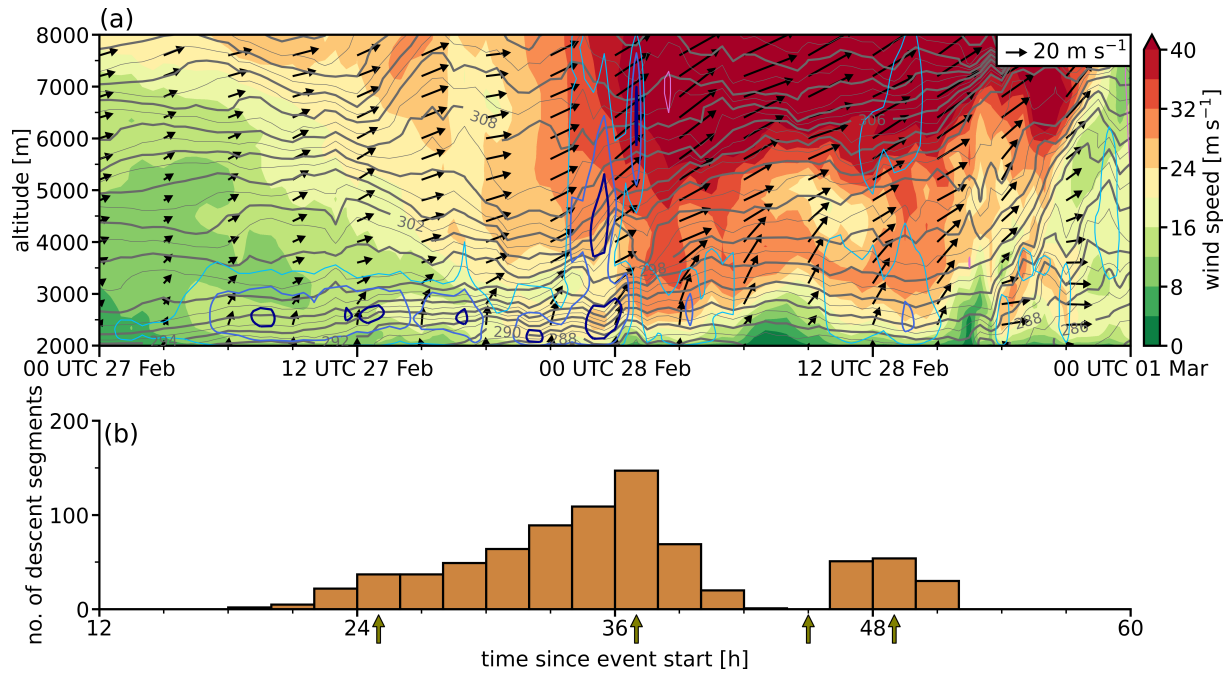 (a)
8000
7000
6000
5000
4000
3000
2000
altitude [m]
20 m s⁻¹
308
306
302
298
290
288
292
288
286
40
32
24
16
8
0
wind speed [m s⁻¹]
00 UTC 27 Feb
12 UTC 27 Feb
00 UTC 28 Feb
12 UTC 28 Feb
00 UTC 01 Mar
(b)
200
100
0
no. of descent segments
12
24
36
48
60
time since event start [h]